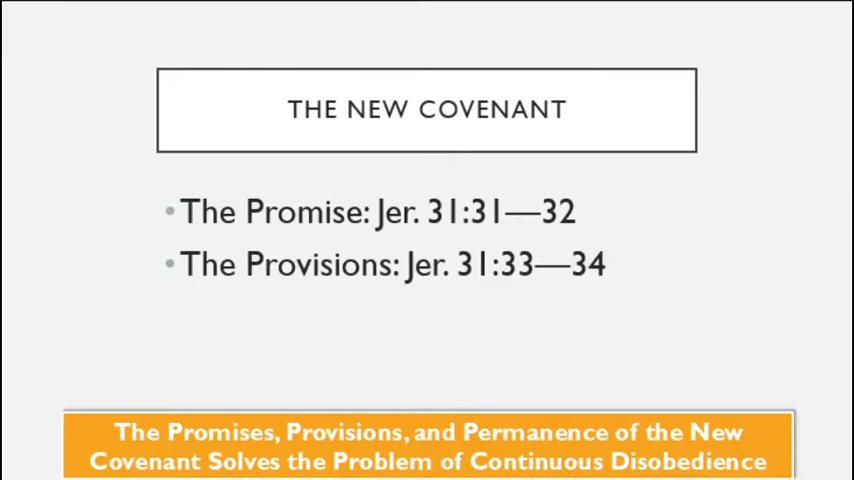 THE NEW COVENANT
• The Promise: Jer. 31:31—32
• The Provisions: Jer. 31:33—34
The Promises, Provisions, and Permanence of the New
Covenant Solves the Problem of Continuous Disobedience